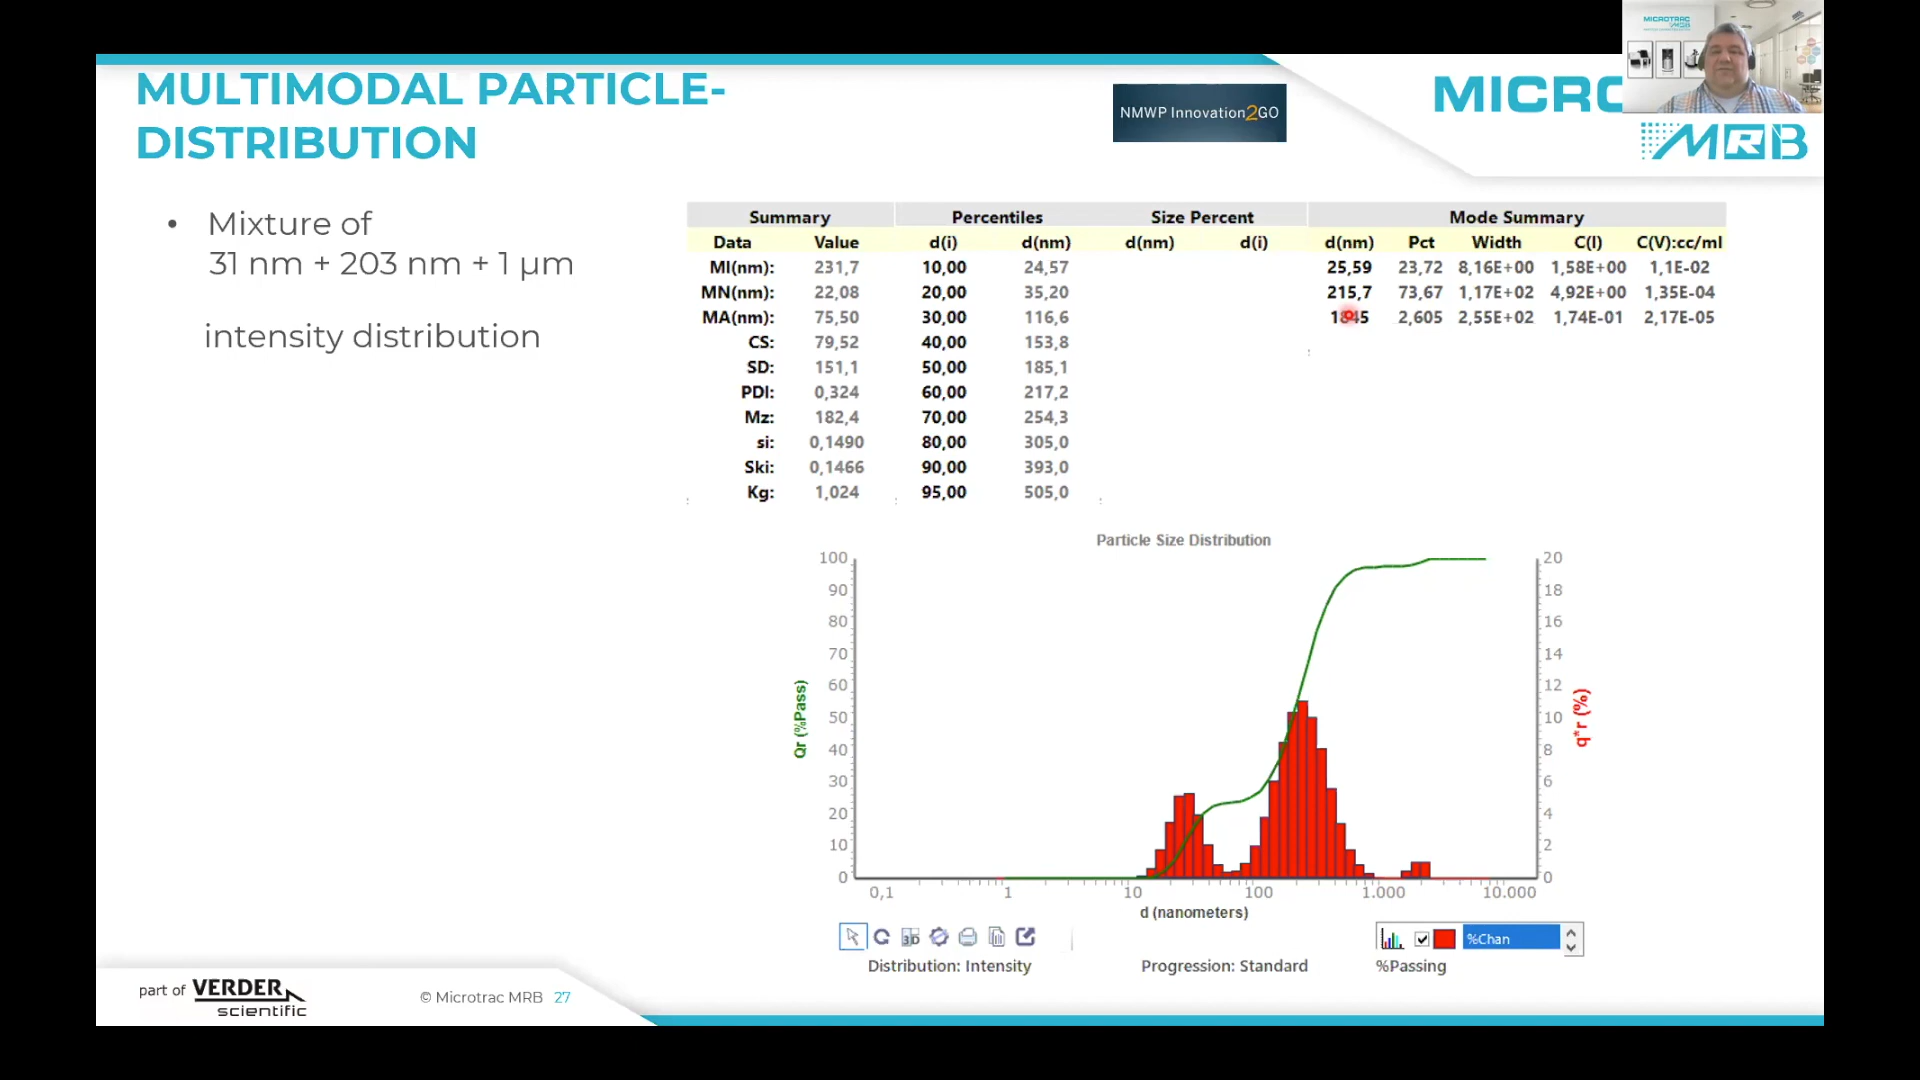 MULTIMODAL PARTICLE-
DISTRIBUTION
NMWP Innovation2GO
MICRO
MRB
MICROTRAC
MRB
• Mixture of
31 nm + 203 nm + 1 µm
intensity distribution
Summary Percentiles Size Percent Mode Summary
Data Value d(i) d(nm) d(nm) d(i) d(nm) Pct Width C(I) C(V):cc/ml
MI(nm): 231,7 10,00 24,57 25,59 23,72 8,16E+00 1,58E+00 1,1E-02
MN(nm): 22,08 20,00 35,20 215,7 73,67 1,17E+02 4,92E+00 1,35E-04
MA(nm): 75,50 30,00 116,6 1845 2,605 2,55E+02 1,74E-01 2,17E-05
CS: 79,52 40,00 153,8
SD: 151,1 50,00 185,1
PDI: 0,324 60,00 217,2
Mz: 182,4 70,00 254,3
si: 0,1490 80,00 305,0
Ski: 0,1466 90,00 393,0
Kg: 1,024 95,00 505,0
Particle Size Distribution
100 20
90 18
80 16
70 14
60 12
50 10
40 8
30 6
20 4
10 2
0 0
Qr (%Pass)
q*r (%)
0,1 1 10 100 1.000 10.000
d (nanometers)
3D
%Chan
Distribution: Intensity Progression: Standard %Passing
part of VERDER
scientific
© Microtrac MRB 27